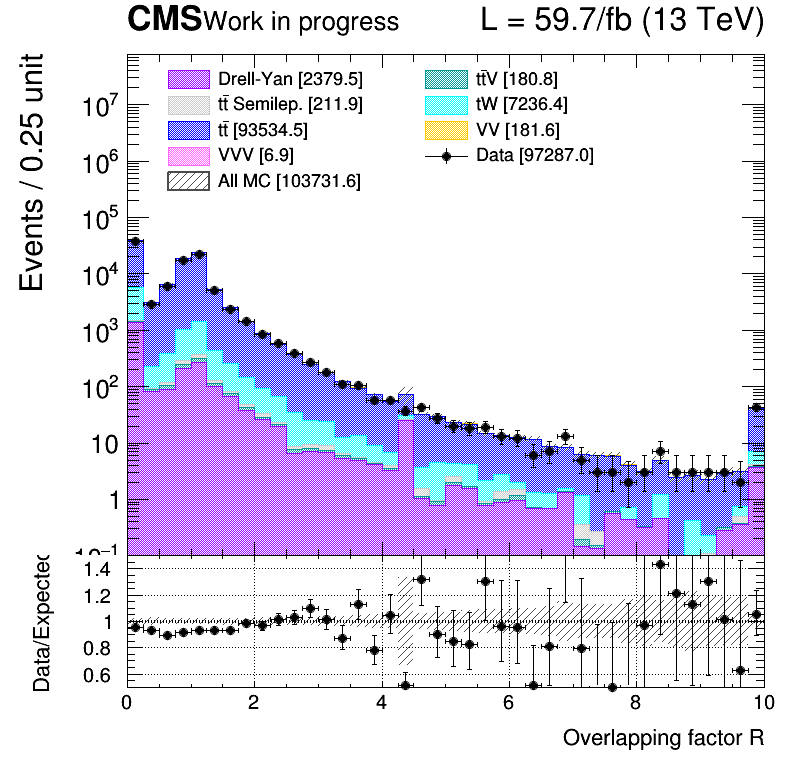 CMS Work in progress L = 59.7/fb (13 TeV)
Events / 0.25 unit
Drell-Yan [2379.5]
tt̄ Semilep. [211.9]
tt̄ [93534.5]
VVV [6.9]
All MC [103731.6]
tt̄V [180.8]
tW [7236.4]
VV [181.6]
Data [97287.0]
10⁷
10⁶
10⁵
10⁴
10³
10²
10
1
10⁻¹
Data/Expected
1.4
1.2
1
0.8
0.6
0 2 4 6 8 10
Overlapping factor R